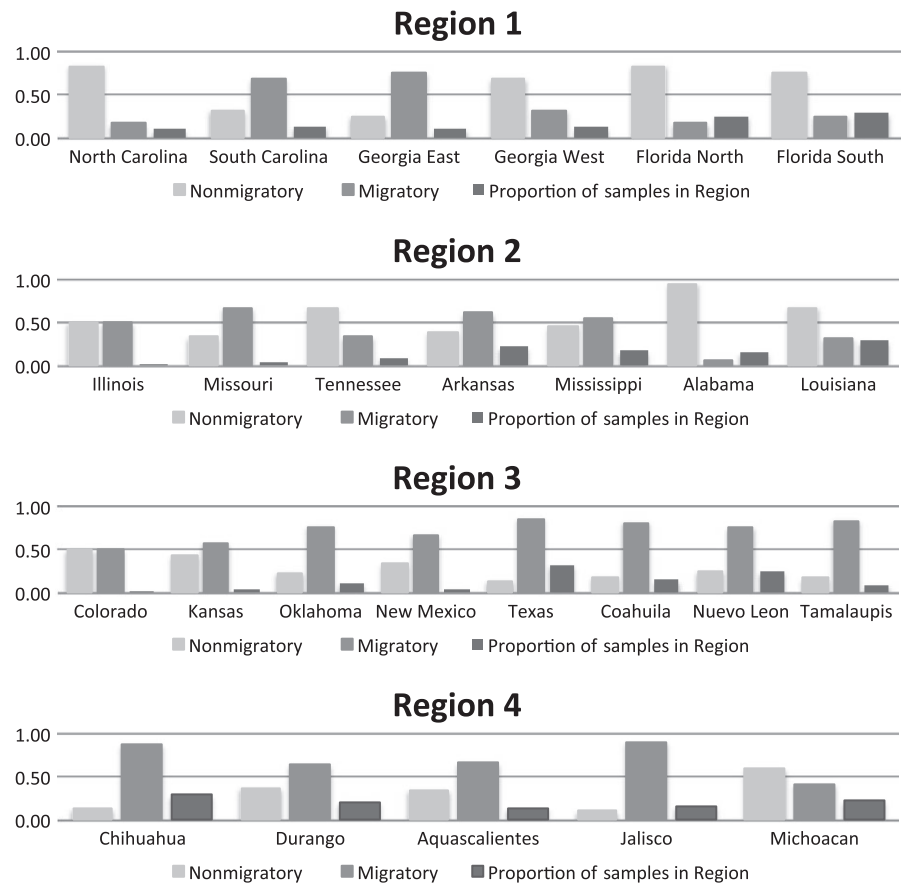 Region 1
1.00
0.50
0.00
North Carolina South Carolina Georgia East Georgia West Florida North Florida South
Nonmigratory Migratory Proportion of samples in Region
Region 2
1.00
0.50
0.00
Illinois Missouri Tennessee Arkansas Mississippi Alabama Louisiana
Nonmigratory Migratory Proportion of samples in Region
Region 3
1.00
0.50
0.00
Colorado Kansas Oklahoma New Mexico Texas Coahuila Nuevo Leon Tamalaupis
Nonmigratory Migratory Proportion of samples in Region
Region 4
1.00
0.50
0.00
Chihuahua Durango Aquascalientes Jalisco Michoacan
Nonmigratory Migratory Proportion of samples in Region